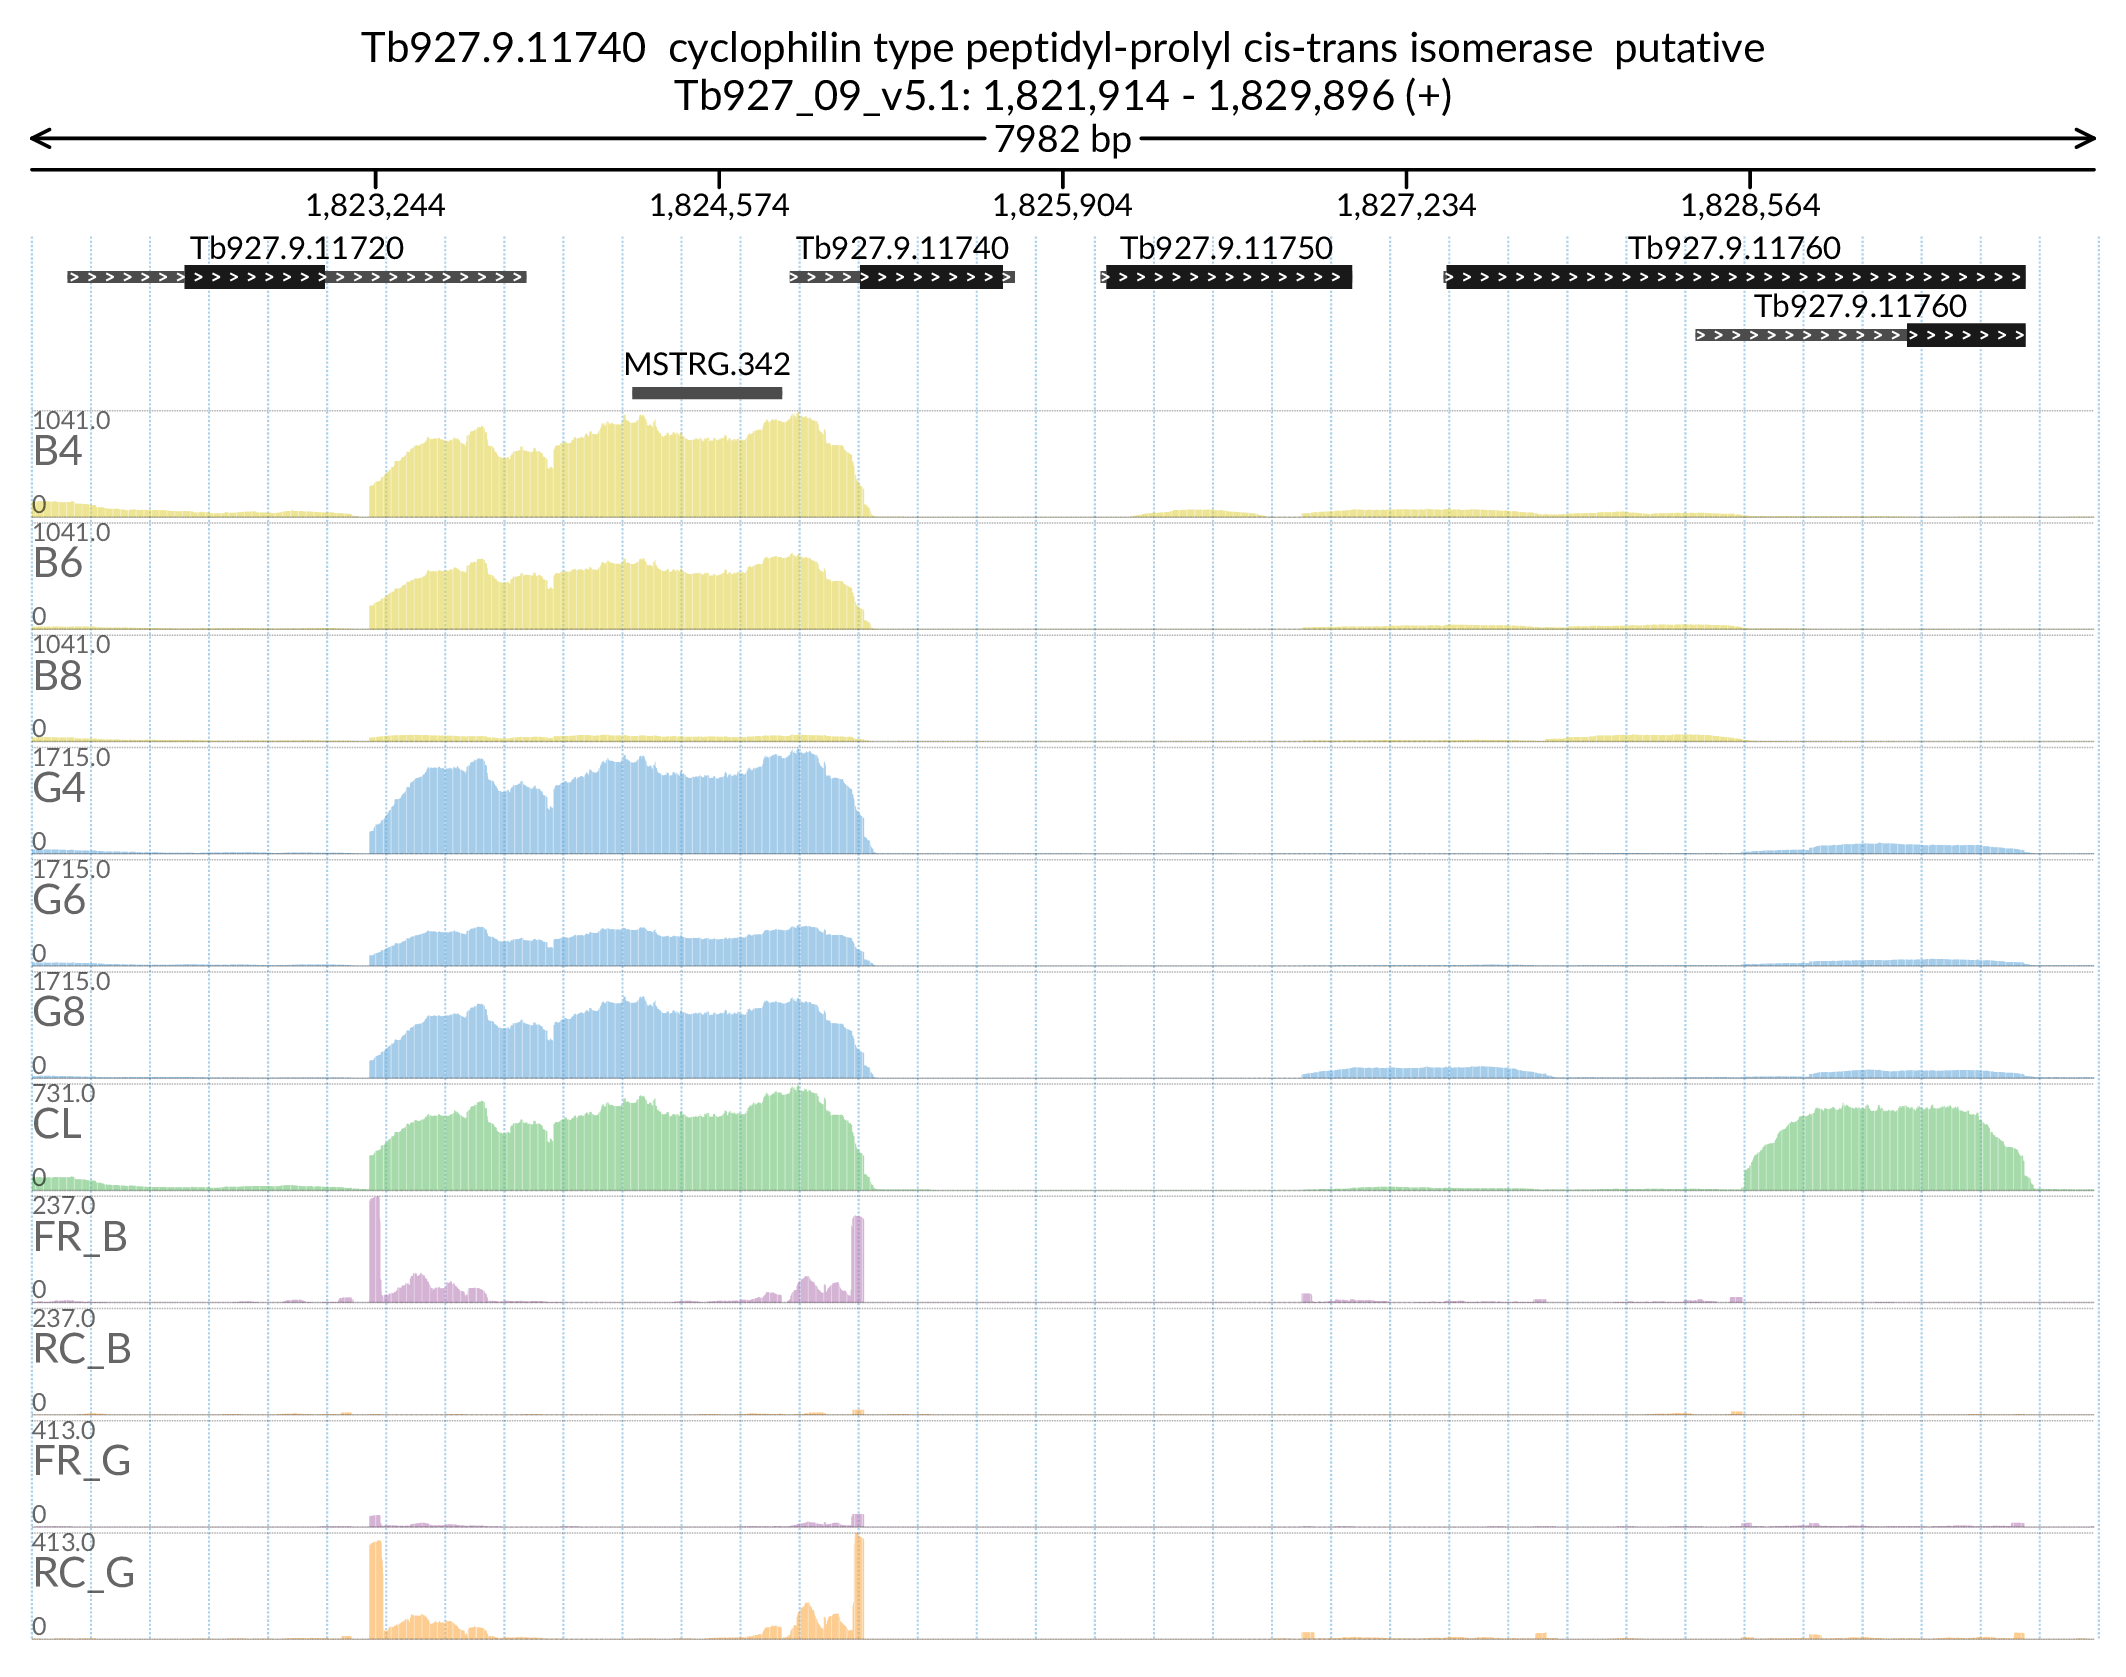 Tb927.9.11740  cyclophilin type peptidyl-prolyl cis-trans isomerase  putative
Tb927_09_v5.1: 1,821,914 - 1,829,896 (+)
7982 bp
1,823,244 1,824,574 1,825,904 1,827,234 1,828,564
Tb927.9.11720 Tb927.9.11740 Tb927.9.11750 Tb927.9.11760
Tb927.9.11760
MSTRG.342
1041.0
B4
0
1041.0
B6
0
1041.0
B8
0
1715.0
G4
0
1715.0
G6
0
1715.0
G8
0
731.0
CL
0
237.0
FR_B
0
237.0
RC_B
0
413.0
FR_G
0
413.0
RC_G
0